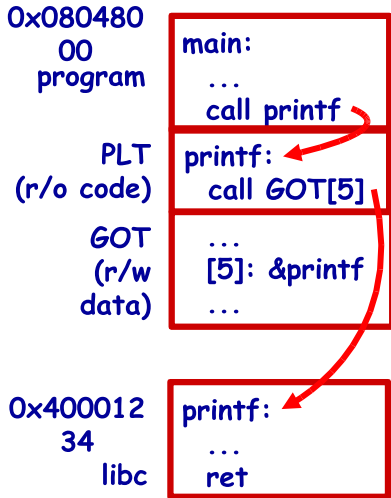 0x080480
00
program
main:
...
call printf
PLT
(r/o code)
printf:
call GOT[5]
GOT
(r/w
data)
...
[5]: &printf
...
0x400012
34
libc
printf:
...
ret